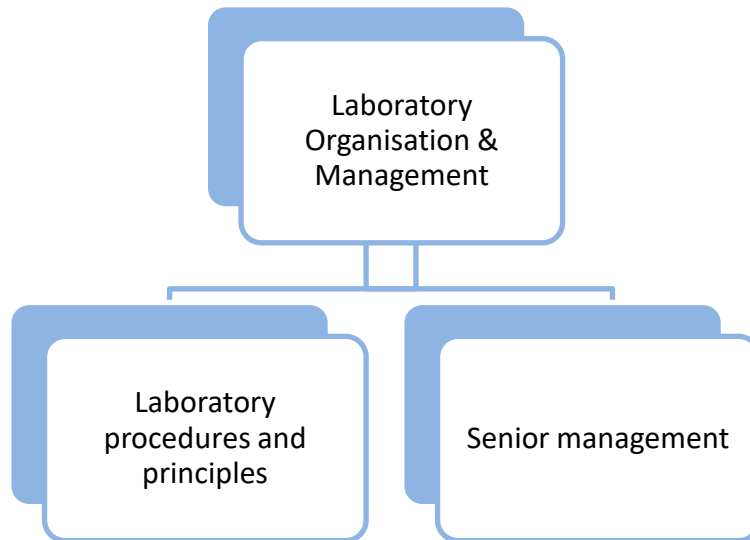 Laboratory
Organisation &
Management
Laboratory
procedures and
principles
Senior management